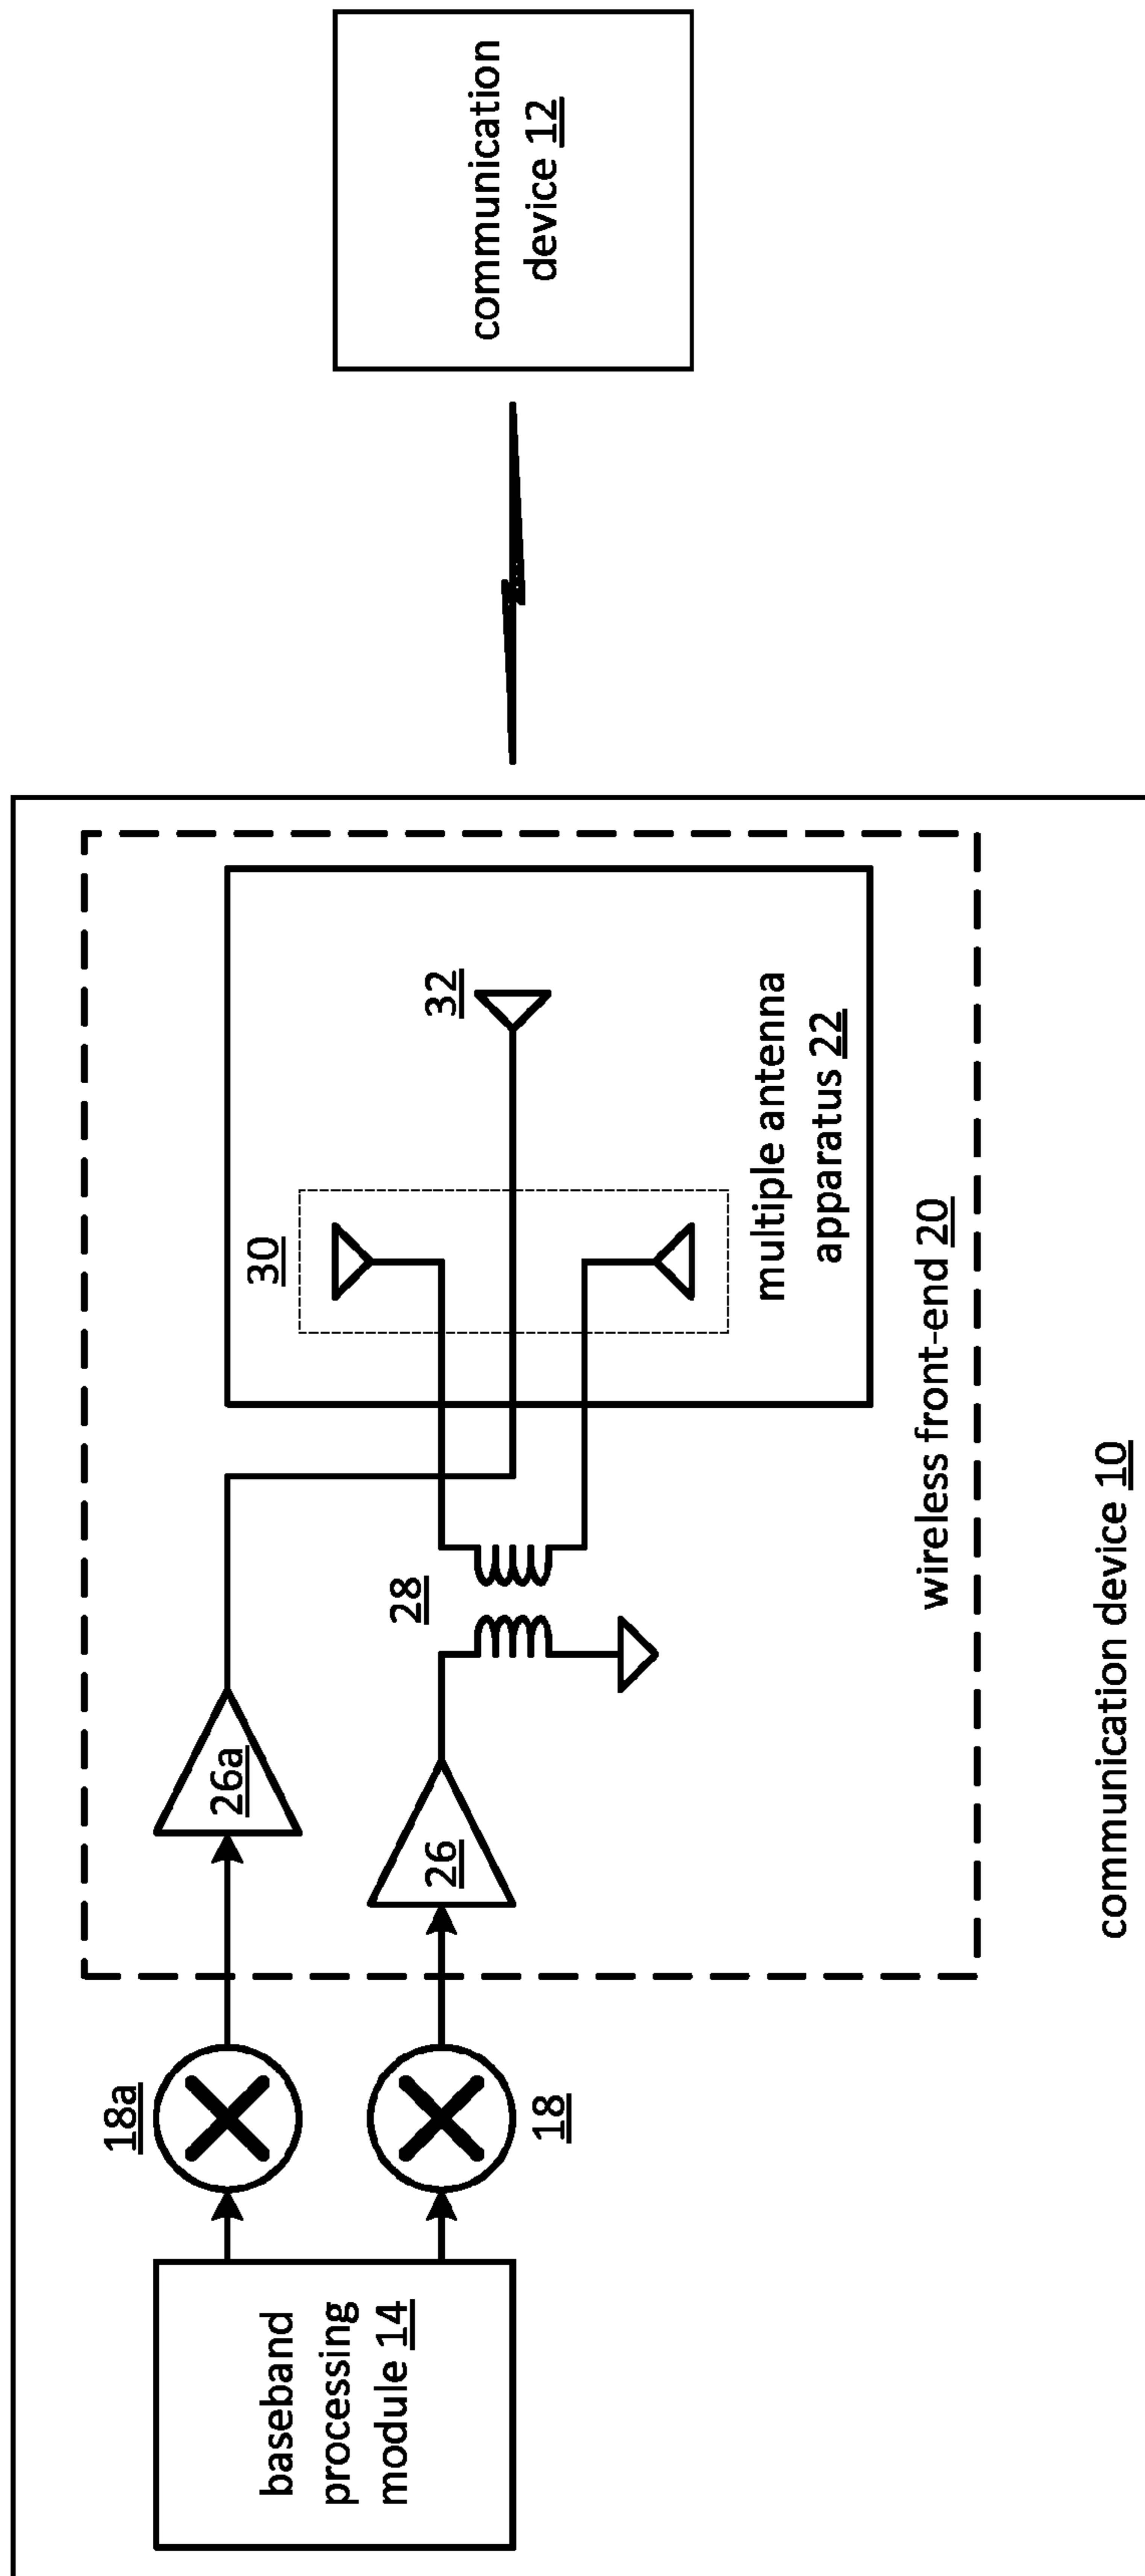 baseband
processing
module 14
18a
18
26a
26
28
30
32
multiple antenna
apparatus 22
wireless front-end 20
communication device 10
communication
device 12